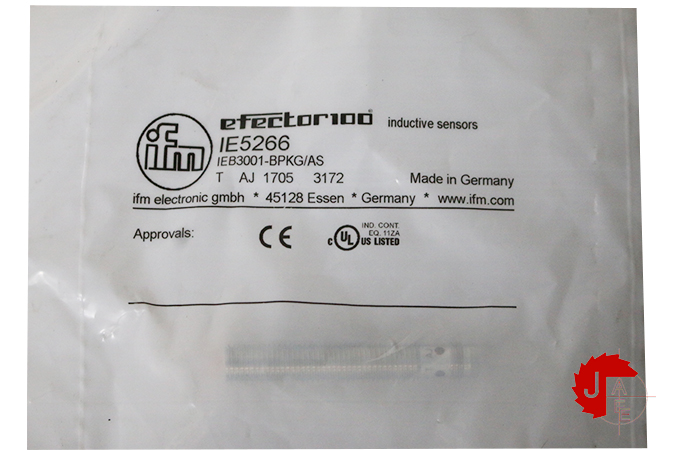 ifm
efector100® inductive sensors
IE5266
IEB3001-BPKG/AS
T AJ 1705 3172 Made in Germany
ifm electronic gmbh * 45128 Essen * Germany * www.ifm.com
Approvals: CE c UL US LISTED
IND. CONT.
EQ. 11ZA
J